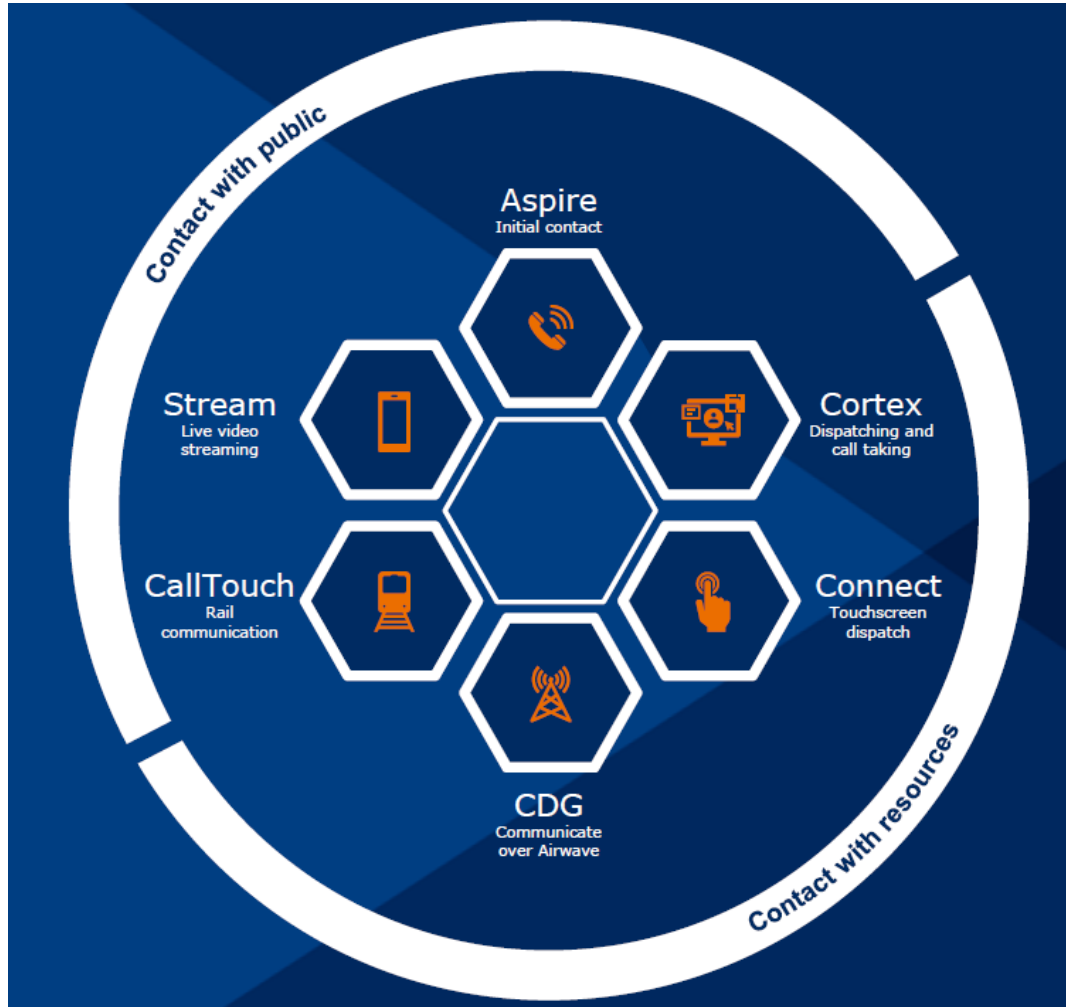 Contact with public
Aspire
Initial contact
Stream
Live video
streaming
Cortex
Dispatching and
call taking
CallTouch
Rail
communication
Connect
Touchscreen
dispatch
CDG
Communicate
over Airwave
Contact with resources